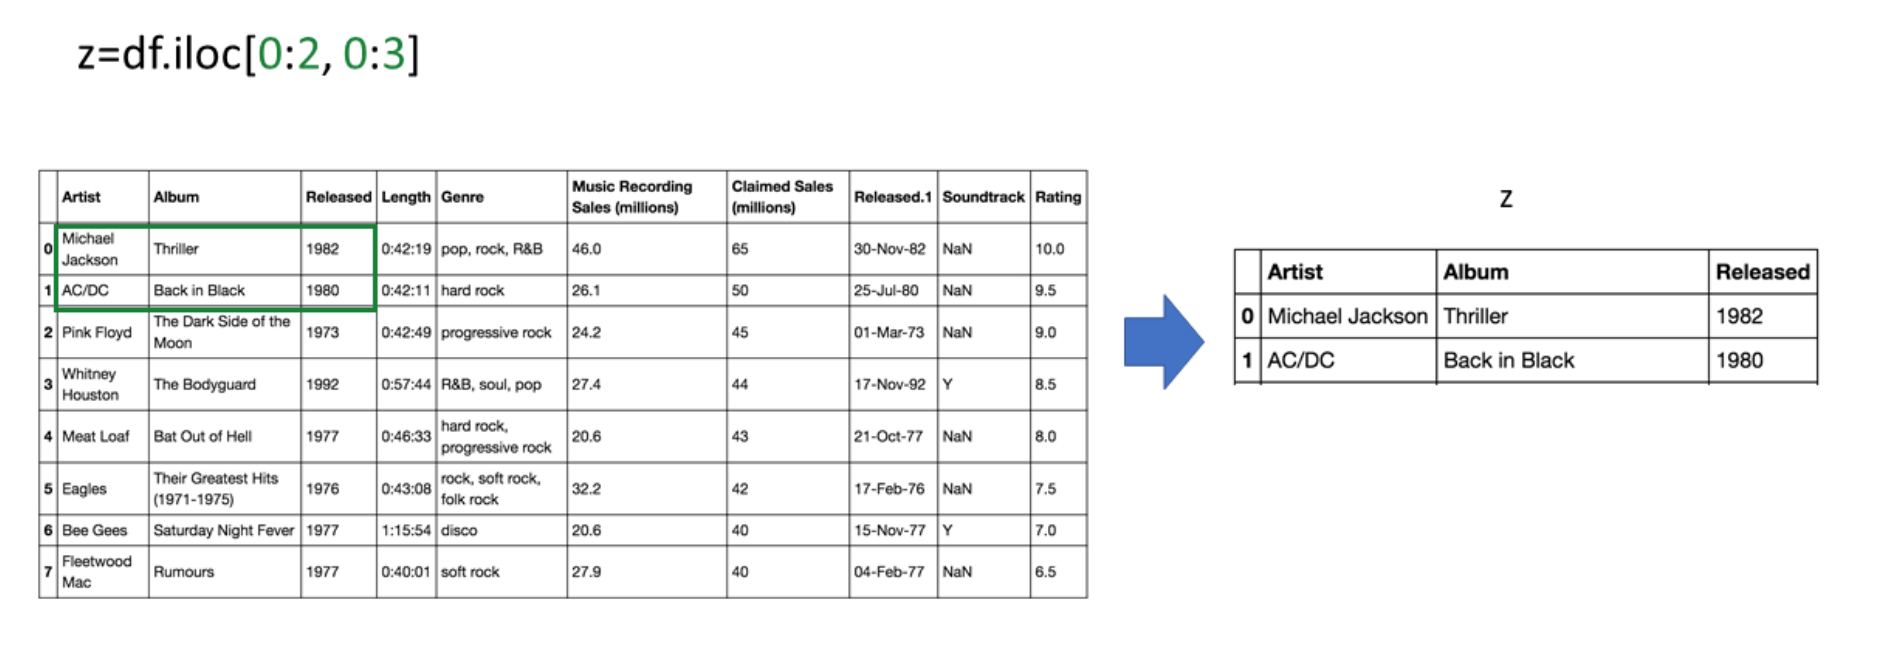 z=df.iloc[0:2, 0:3]
Artist Album Released Length Genre Music Recording Sales (millions) Claimed Sales (millions) Released.1 Soundtrack Rating
0 Michael Jackson Thriller 1982 0:42:19 pop, rock, R&B 46.0 65 30-Nov-82 NaN 10.0
1 AC/DC Back in Black 1980 0:42:11 hard rock 26.1 50 25-Jul-80 NaN 9.5
2 Pink Floyd The Dark Side of the Moon 1973 0:42:49 progressive rock 24.2 45 01-Mar-73 NaN 9.0
3 Whitney Houston The Bodyguard 1992 0:57:44 R&B, soul, pop 27.4 44 17-Nov-92 Y 8.5
4 Meat Loaf Bat Out of Hell 1977 0:46:33 hard rock, progressive rock 20.6 43 21-Oct-77 NaN 8.0
5 Eagles Their Greatest Hits (1971-1975) 1976 0:43:08 rock, soft rock, folk rock 32.2 42 17-Feb-76 NaN 7.5
6 Bee Gees Saturday Night Fever 1977 1:15:54 disco 20.6 40 15-Nov-77 Y 7.0
7 Fleetwood Mac Rumours 1977 0:40:01 soft rock 27.9 40 04-Feb-77 NaN 6.5
z
Artist Album Released
0 Michael Jackson Thriller 1982
1 AC/DC Back in Black 1980